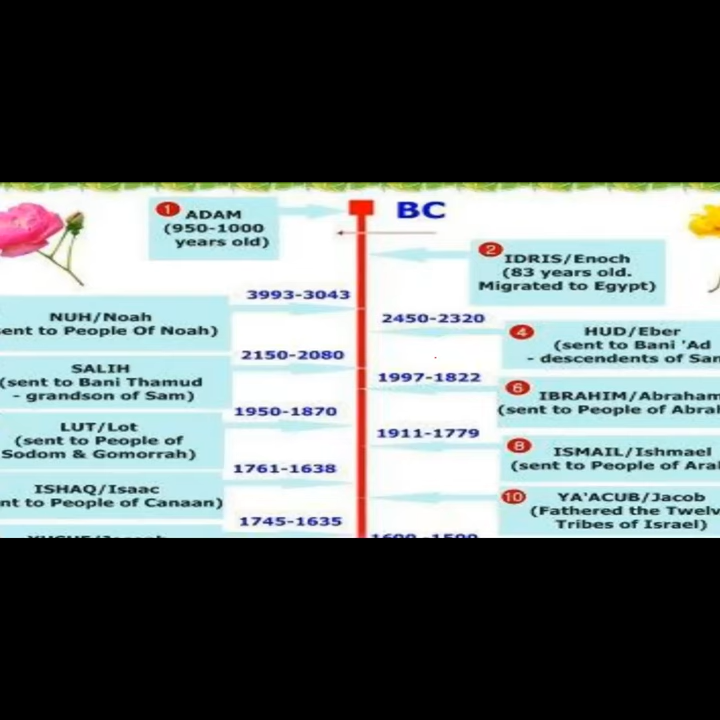 1 ADAM
(950-1000
years old)
BC
2 IDRIS/Enoch
(83 years old.
Migrated to Egypt)
3993-3043
NUH/Noah
sent to People Of Noah)
2450-2320
4 HUD/Eber
(sent to Bani 'Ad
- descendents of Sam
2150-2080
SALIH
(sent to Bani Thamud
- grandson of Sam)
1997-1822
6 IBRAHIM/Abraham
(sent to People of
1950-1870
LUT/Lot
(sent to People of
Sodom & Gomorrah)
1911-1779
8 ISMAIL/Ishmael
(sent to People of
1761-1638
ISHAQ/Isaac
to People of Canaan)
10 YA'ACUB/Jacob
(Fathered the
Tribes of Israel)
1745-1635